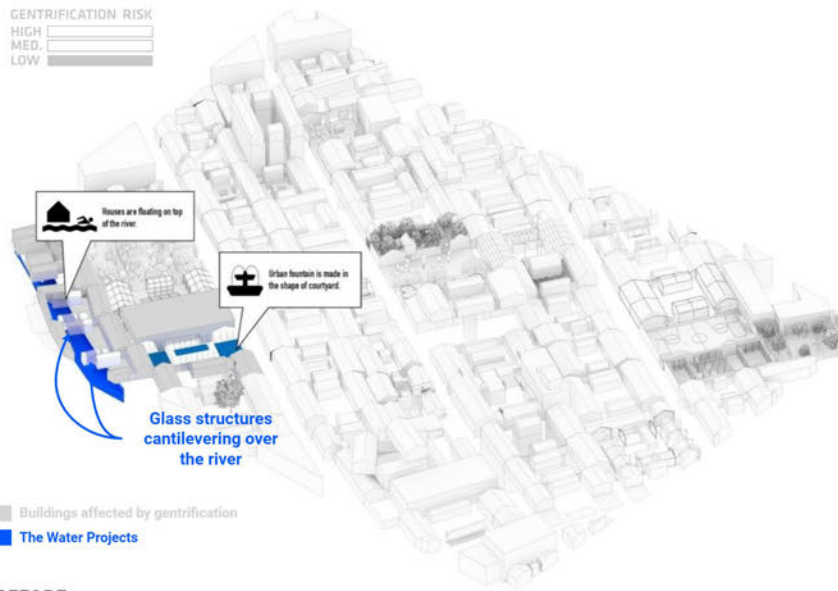 GENTRIFICATION RISK
HIGH
MED.
LOW
Houses are floating on top
of the river.
Urban fountain is made in
the shape of courtyard.
Glass structures
cantilevering over
the river
Buildings affected by gentrification
The Water Projects